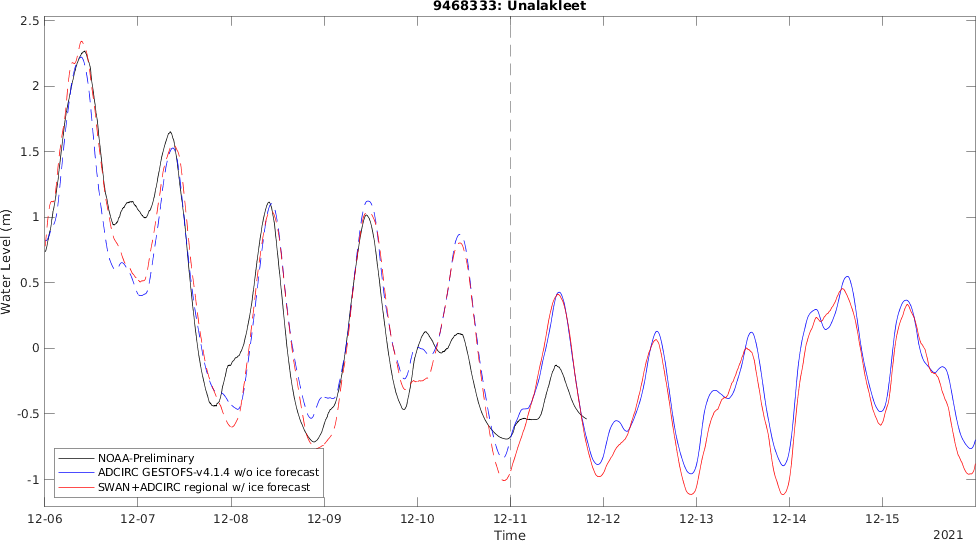 9468333: Unalakleet
2.5
2
1.5
1
0.5
0
-0.5
-1
Water Level (m)
NOAA-Preliminary
ADCIRC GESTOFS-v4.1.4 w/o ice forecast
SWAN+ADCIRC regional w/ ice forecast
12-06 12-07 12-08 12-09 12-10 12-11 12-12 12-13 12-14 12-15
Time
2021